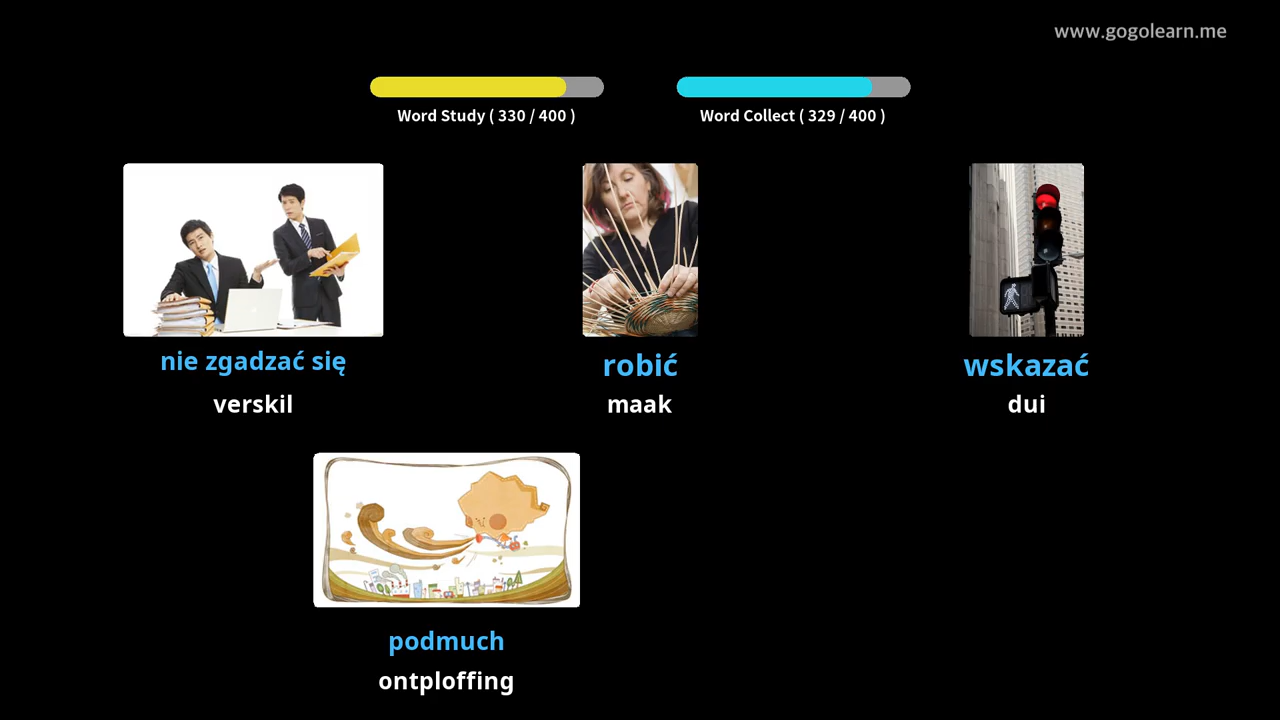 www.gogolearn.me
Word Study ( 330 / 400 )
Word Collect ( 329 / 400 )
nie zgadzać się
robić
wskazać
verskil
maak
dui
podmuch
ontploffing